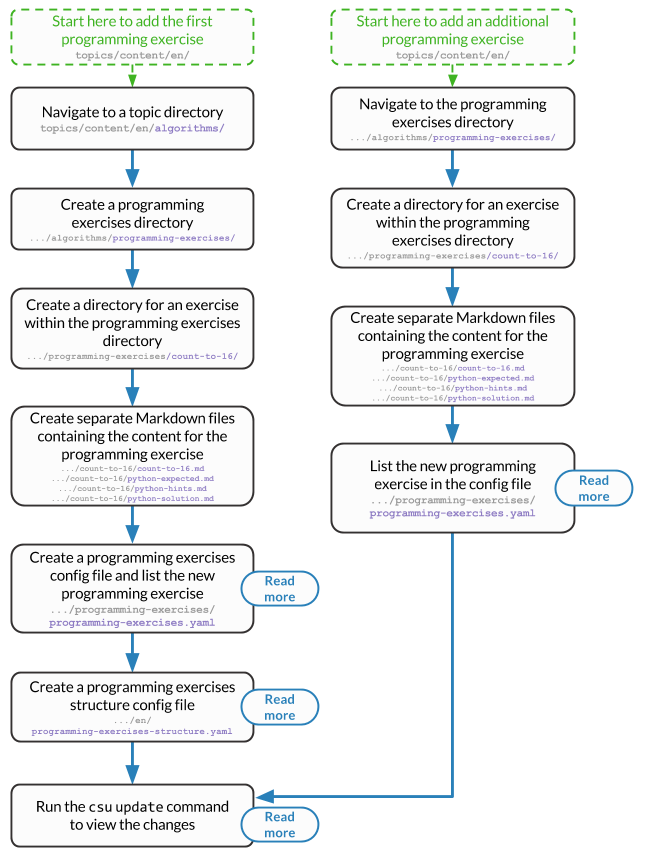 Start here to add the first
programming exercise
topics/content/en/
Navigate to a topic directory
topics/content/en/algorithms/
Create a programming
exercises directory
.../algorithms/programming-exercises/
Create a directory for an exercise
within the programming exercises
directory
.../programming-exercises/count-to-16/
Create separate Markdown files
containing the content for the
programming exercise
.../count-to-16/count-to-16.md
.../count-to-16/python-expected.md
.../count-to-16/python-hints.md
.../count-to-16/python-solution.md
Create a programming exercises
config file and list the new
programming exercise
.../programming-exercises/
programming-exercises.yaml
Read
more
Create a programming exercises
structure config file
.../en/
programming-exercises-structure.yaml
Read
more
Run the csu update command
to view the changes
Read
more
Start here to add an additional
programming exercise
topics/content/en/
Navigate to the programming
exercises directory
.../algorithms/programming-exercises/
Create a directory for an exercise
within the programming
exercises directory
.../programming-exercises/count-to-16/
Create separate Markdown files
containing the content for the
programming exercise
.../count-to-16/count-to-16.md
.../count-to-16/python-expected.md
.../count-to-16/python-hints.md
.../count-to-16/python-solution.md
List the new programming
exercise in the config file
.../programming-exercises/
programming-exercises.yaml
Read
more